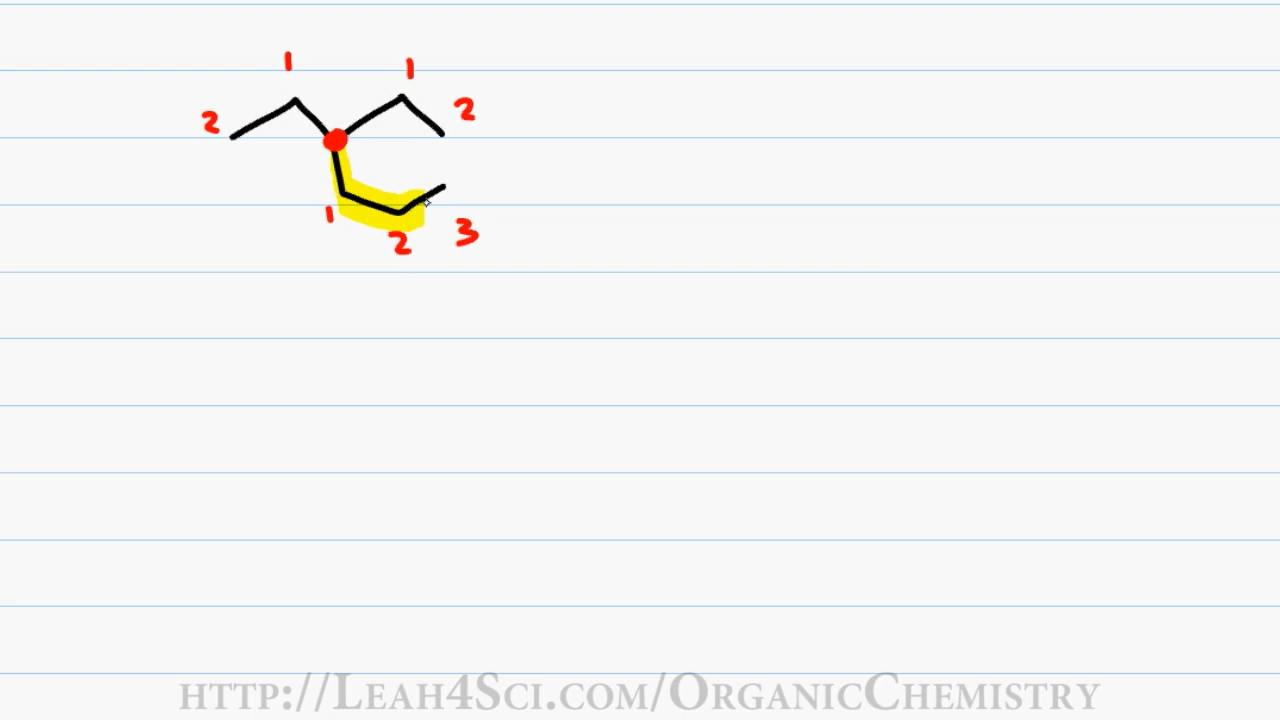 1 1
2 2
1
2 3
HTTP://LEAH4SCI.COM/ORGANICCHEMISTRY